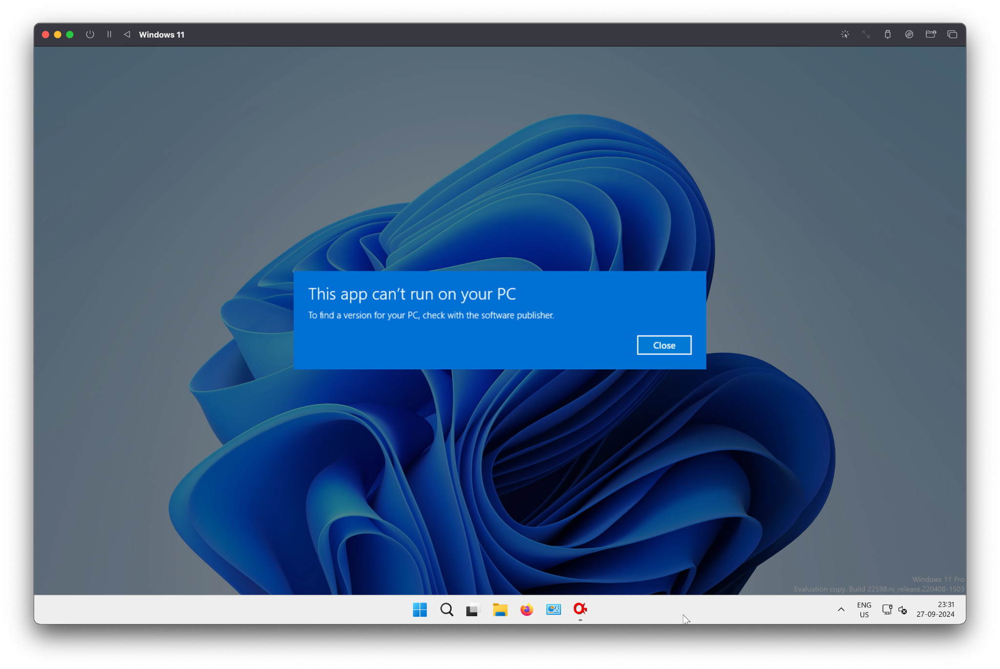 Windows 11
This app can’t run on your PC
To find a version for your PC, check with the software publisher.
Close
Windows 11 Pro
Evaluation copy. Build 22598.ni_release.220408-1503
ENG
US
23:31
27-09-2024